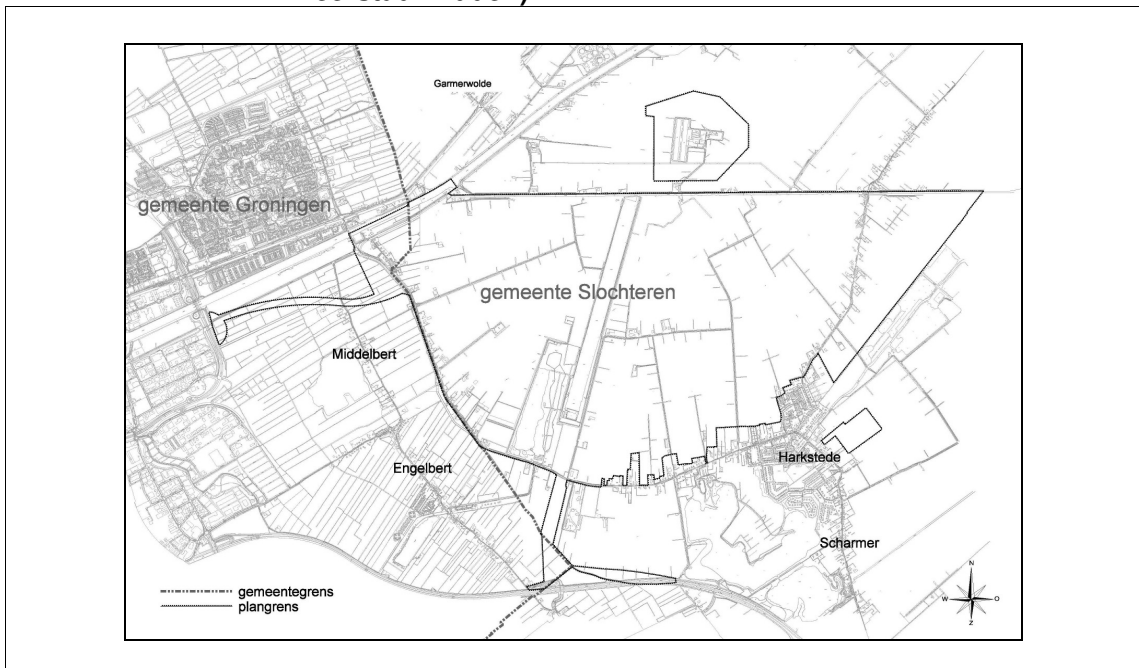 Garmerwolde
gemeente Groningen
gemeente Slochteren
Middelbert
Engelbert
Harkstede
Scharmer
gemeentegrens
plangrens
N
W
O
Z